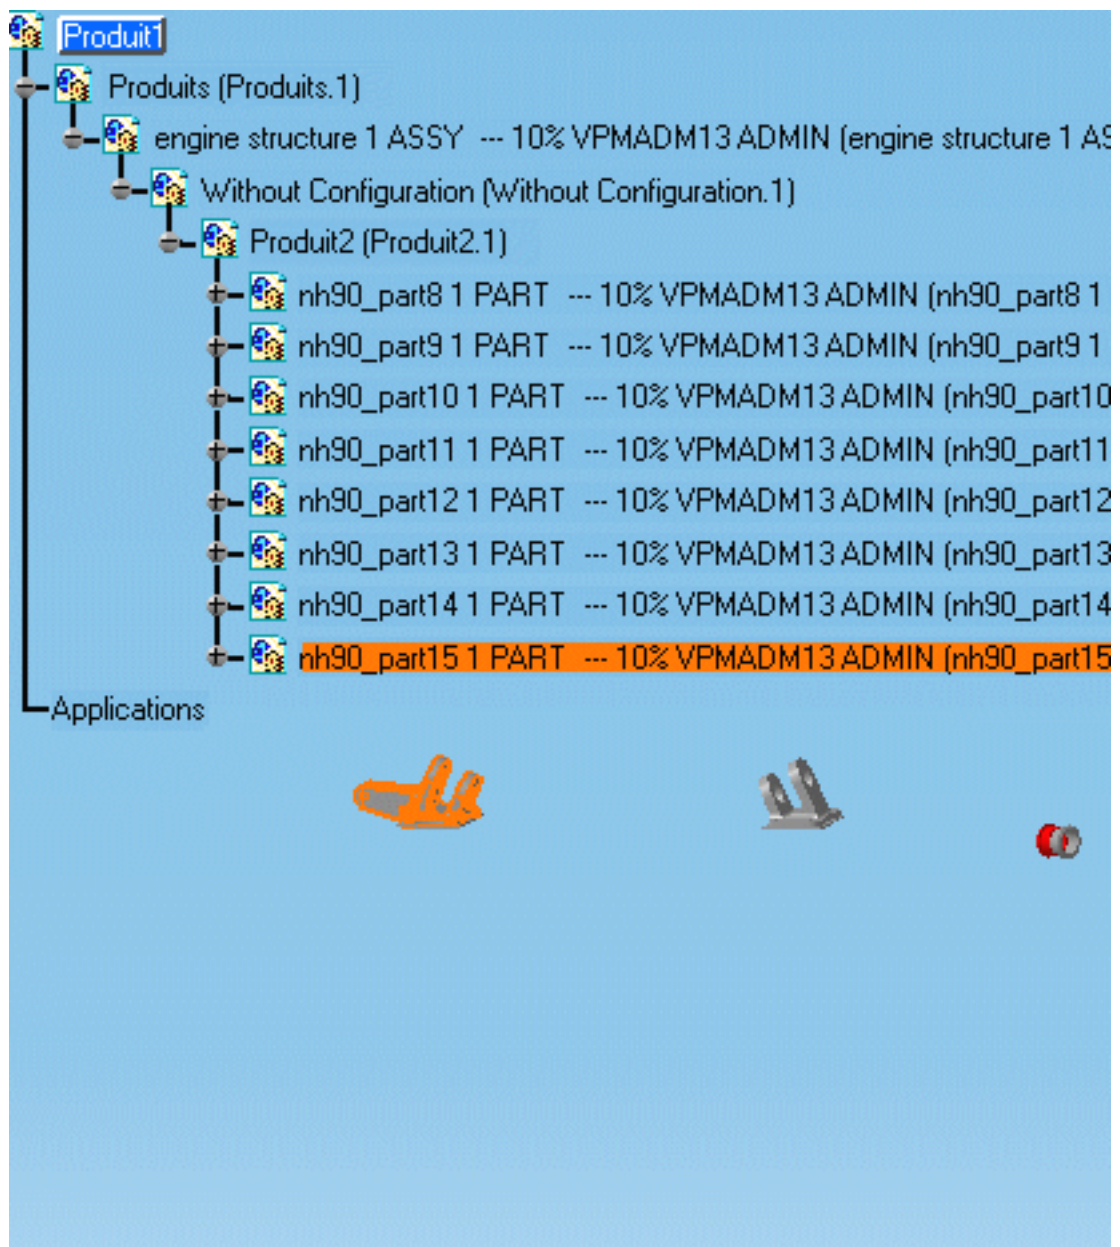 Produit1
Produits (Produits.1)
engine structure 1 ASSY --- 10% VPMADM13 ADMIN (engine structure 1 AS
Without Configuration (Without Configuration.1)
Produit2 (Produit2.1)
nh90_part8 1 PART --- 10% VPMADM13 ADMIN (nh90_part8 1
nh90_part9 1 PART --- 10% VPMADM13 ADMIN (nh90_part9 1
nh90_part10 1 PART --- 10% VPMADM13 ADMIN (nh90_part10
nh90_part11 1 PART --- 10% VPMADM13 ADMIN (nh90_part11
nh90_part12 1 PART --- 10% VPMADM13 ADMIN (nh90_part12
nh90_part13 1 PART --- 10% VPMADM13 ADMIN (nh90_part13
nh90_part14 1 PART --- 10% VPMADM13 ADMIN (nh90_part14
nh90_part15 1 PART --- 10% VPMADM13 ADMIN (nh90_part15
Applications